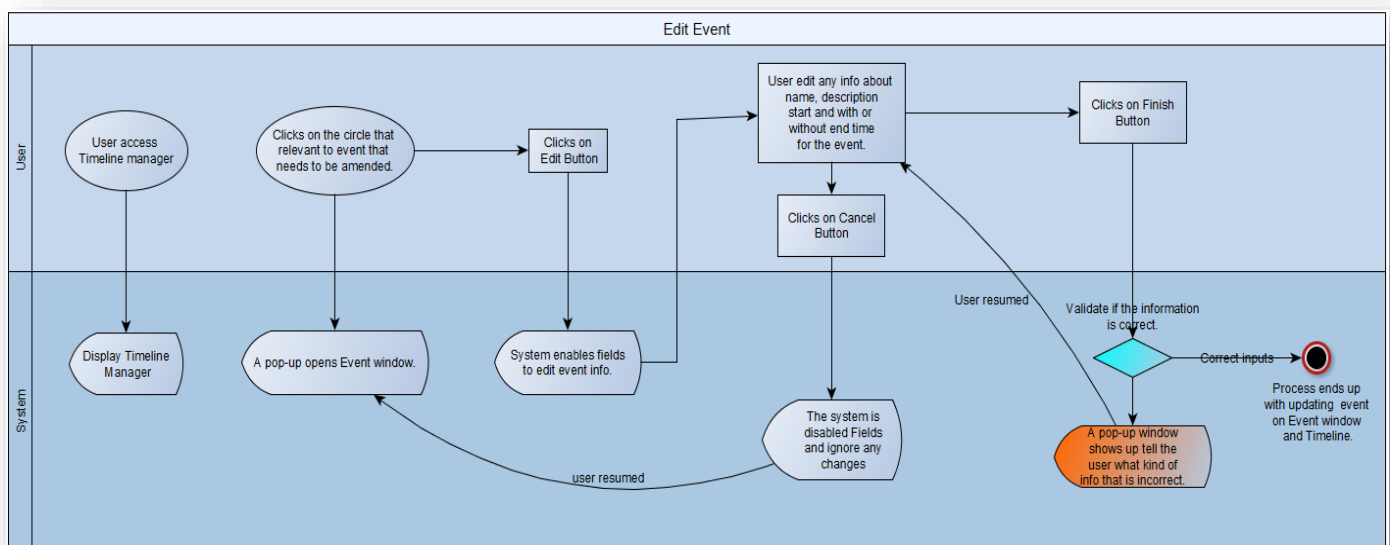 Edit Event
User
User access
Timeline manager
Clicks on the circle that
relevant to event that
needs to be amended.
Clicks on
Edit Button
User edit any info about
name, description
start and with or
without end time
for the event.
Clicks on Finish
Button
Clicks on Cancel
Button
System
Display Timeline
Manager
A pop-up opens Event window.
System enables fields
to edit event info.
The system is
disabled Fields
and ignore any
changes
user resumed
User resumed
Validate if the information
is correct.
Correct inputs
Process ends up
with updating event
on Event window
and Timeline.
A pop-up window
shows up tell the
user what kind of
info that is incorrect.